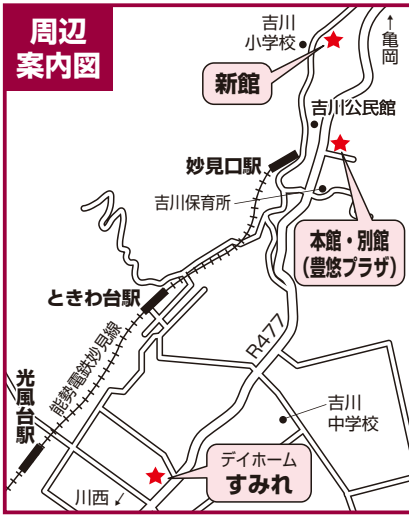 周辺
案内図
吉川
小学校
↑
亀岡
新館
吉川公民館
妙見口駅
吉川保育所
本館・別館
(豊悠プラザ)
ときわ台駅
能勢電鉄妙見線
R477
光風台駅
吉川
中学校
デイホーム
すみれ
川西↙